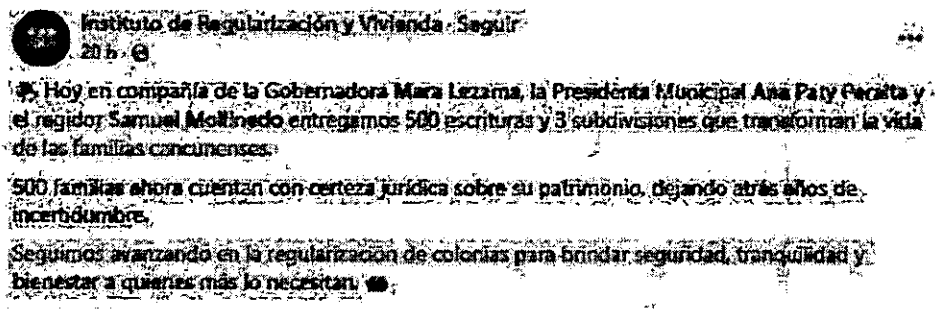 Instituto de Regularización y Vivienda · Seguir
20 h ·
Hoy en compañía de la Gobernadora Mara Lezama, la Presidenta Municipal Ana Paty Peralta y
el regidor Samuel Mollinedo entregamos 500 escrituras y 3 subdivisiones que transforman la vida
de las familias cancunenses.
500 familias ahora cuentan con certeza jurídica sobre su patrimonio, dejando atrás años de
incertidumbre.
Seguimos avanzando en la regularización de colonias para brindar seguridad, tranquilidad y
bienestar a quienes más lo necesitan.